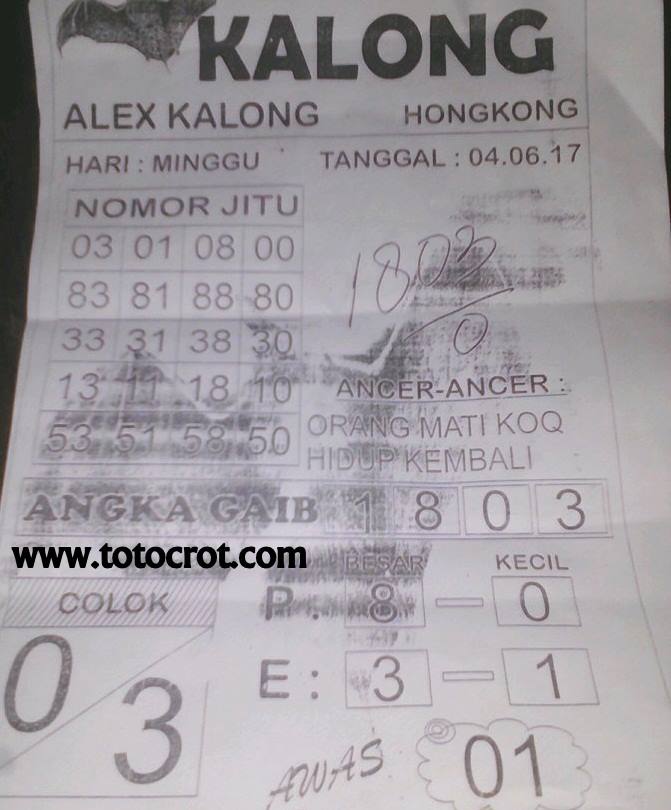 KALONG
ALEX KALONG HONGKONG
HARI : MINGGU TANGGAL : 04.06.17
NOMOR JITU
03 01 08 00
83 81 88 80
33 31 38 30
13 11 18 10
53 51 58 50
1803
0
ANCER-ANCER :
ORANG MATI KOQ
HIDUP KEMBALI
ANGKA GAIB 1 8 0 3
www.totocrot.com
BESAR KECIL
COLOK
P. 8 — 0
0 3
E : 3 — 1
AWAS 01